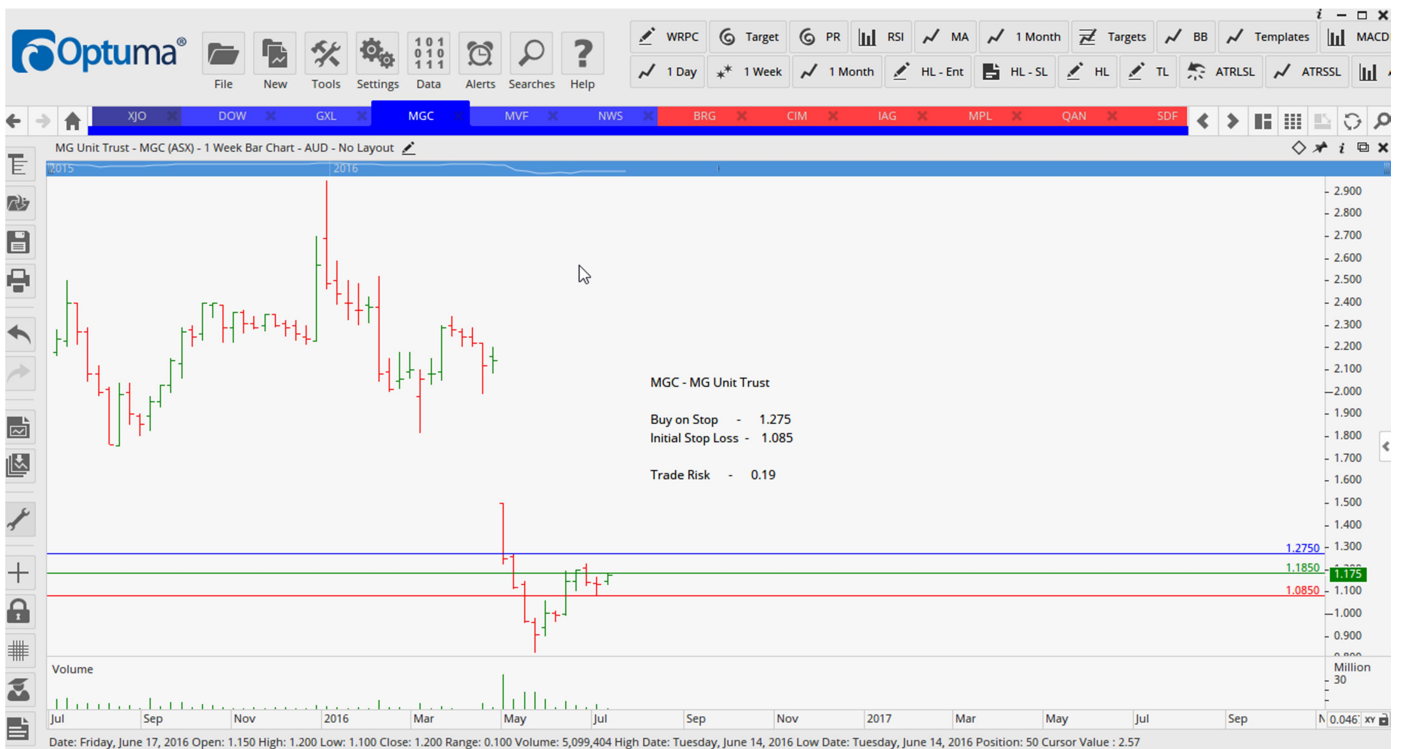 Optuma®
File
New
Tools
Settings
101
010
111
Data
Alerts
Searches
?
Help
WRPC
Target
PR
RSI
MA
1 Month
Targets
BB
Templates
MACD
1 Day
1 Week
1 Month
HL - Ent
HL - SL
HL
TL
ATRLSL
ATRSSL
XJO
DOW
GXL
MGC
MVF
NWS
BRG
CIM
IAG
MPL
QAN
SDF
MG Unit Trust - MGC (ASX) - 1 Week Bar Chart - AUD - No Layout
2015
2016
2.900
2.800
2.700
2.600
2.500
2.400
2.300
2.200
2.100
2.000
1.900
1.800
1.700
1.600
1.500
1.400
1.300
1.100
1.000
0.900
MGC - MG Unit Trust
Buy on Stop - 1.275
Initial Stop Loss - 1.085
Trade Risk - 0.19
1.2750
1.1850
1.175
1.0850
Volume
Million
30
Jul
Sep
Nov
2016
Mar
May
Jul
Sep
Nov
2017
Mar
May
Jul
Sep
N
0.046
XY
Date: Friday, June 17, 2016 Open: 1.150 High: 1.200 Low: 1.100 Close: 1.200 Range: 0.100 Volume: 5,099,404 High Date: Tuesday, June 14, 2016 Low Date: Tuesday, June 14, 2016 Position: 50 Cursor Value : 2.57